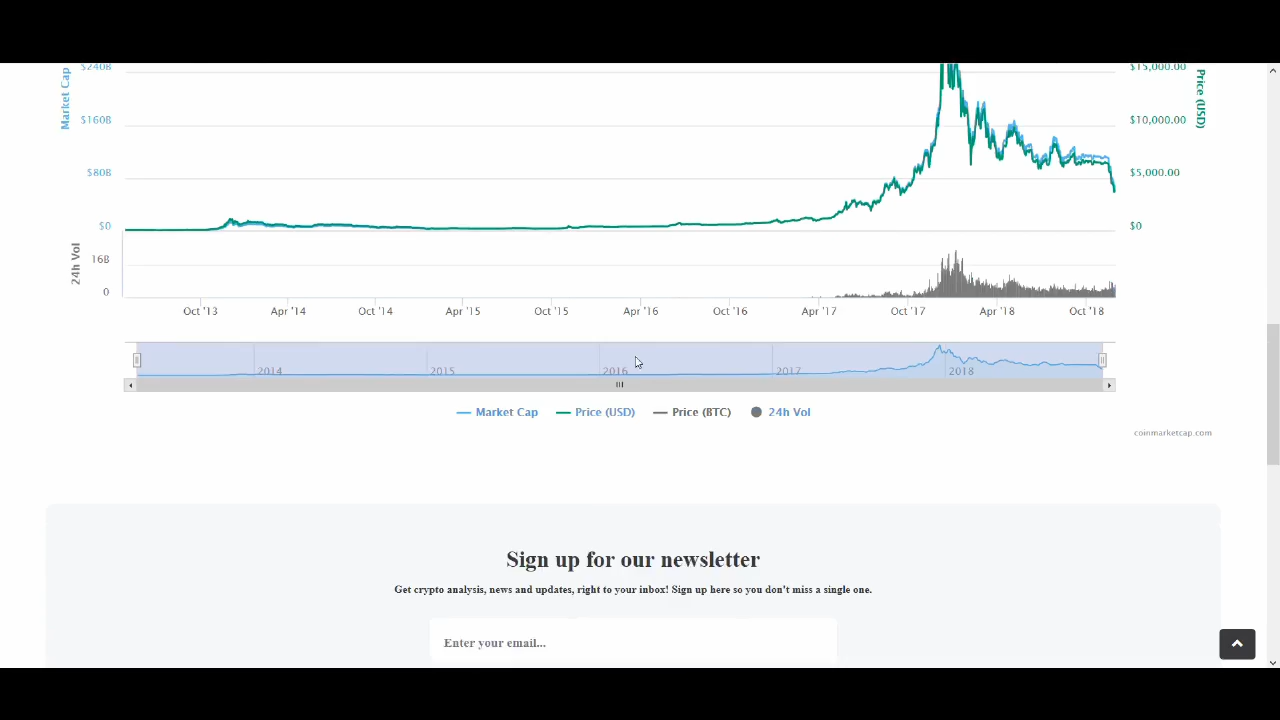 $240B
$15,000.00
Market Cap
Price (USD)
$160B
$10,000.00
$80B
$5,000.00
$0
$0
24h Vol
16B
0
Oct '13 Apr '14 Oct '14 Apr '15 Oct '15 Apr '16 Oct '16 Apr '17 Oct '17 Apr '18 Oct '18
2014 2015 2016 2017 2018
Market Cap Price (USD) Price (BTC) 24h Vol
coinmarketcap.com
Sign up for our newsletter
Get crypto analysis, news and updates, right to your inbox! Sign up here so you don't miss a single one.
Enter your email...